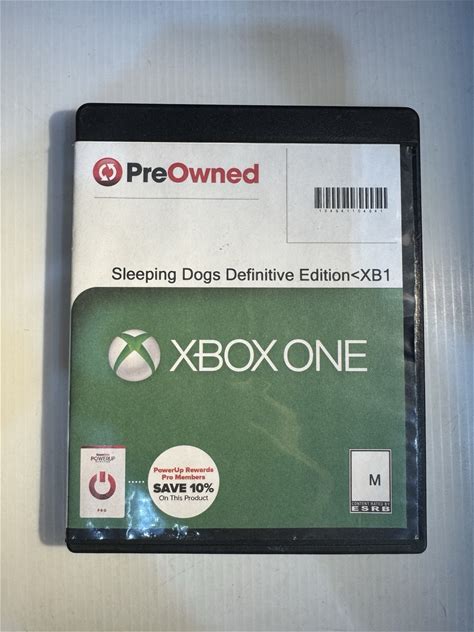 PreOwned
Sleeping Dogs Definitive Edition<XB1
XBOX ONE
POWERUP
PRO
PowerUp Rewards
Pro Members
SAVE 10%
On This Product
M
CONTENT RATED BY
ESRB